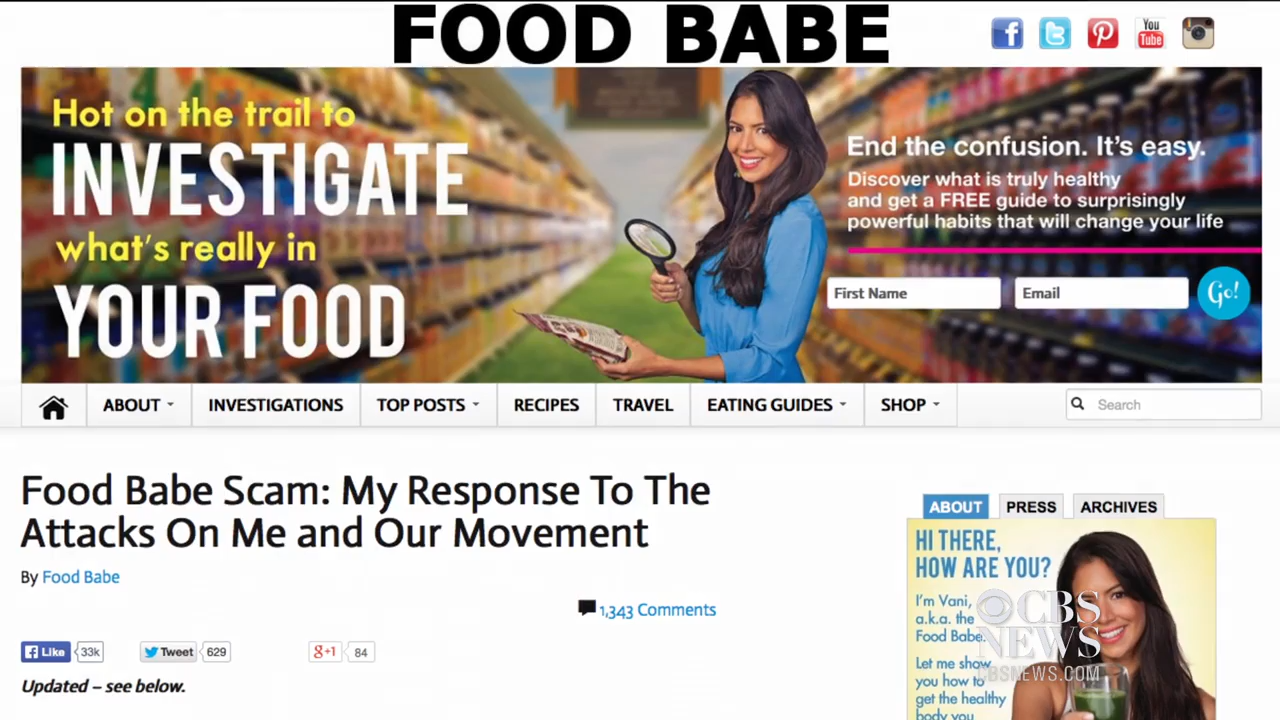 FOOD BABE
Hot on the trail to
INVESTIGATE
what's really in
YOUR FOOD
End the confusion. It's easy.
Discover what is truly healthy
and get a FREE guide to surprisingly
powerful habits that will change your life
First Name
Email
Go!
You
Tube
ABOUT
INVESTIGATIONS
TOP POSTS
RECIPES
TRAVEL
EATING GUIDES
SHOP
Search
Food Babe Scam: My Response To The
Attacks On Me and Our Movement
By Food Babe
1,343 Comments
Like 33k
Tweet 629
g+1 84
Updated – see below.
ABOUT
PRESS
ARCHIVES
HI THERE,
HOW ARE YOU?
I'm Vani,
a.k.a. the
Food Babe.
Let me show
you how to
get the healthy
body you
CBS
NEWS
CBSNEWS.COM